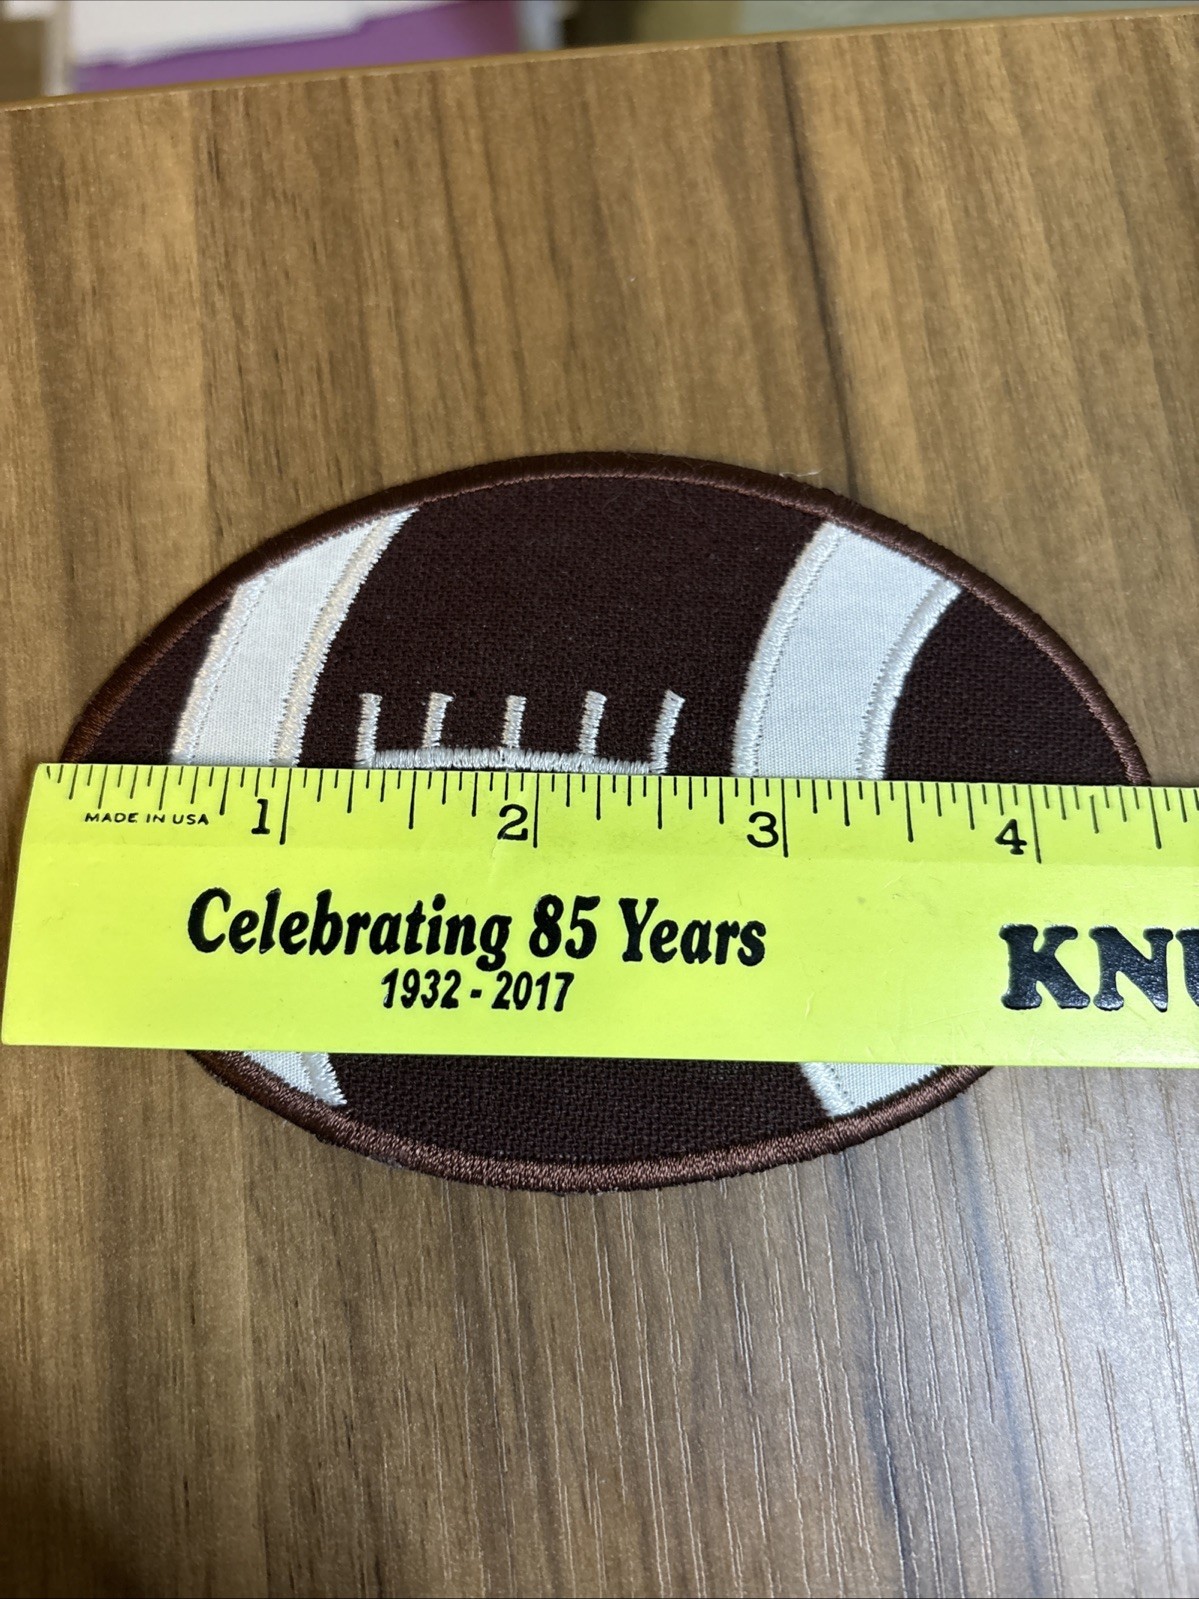 1 2 3 4
MADE IN USA
Celebrating 85 Years
1932 - 2017